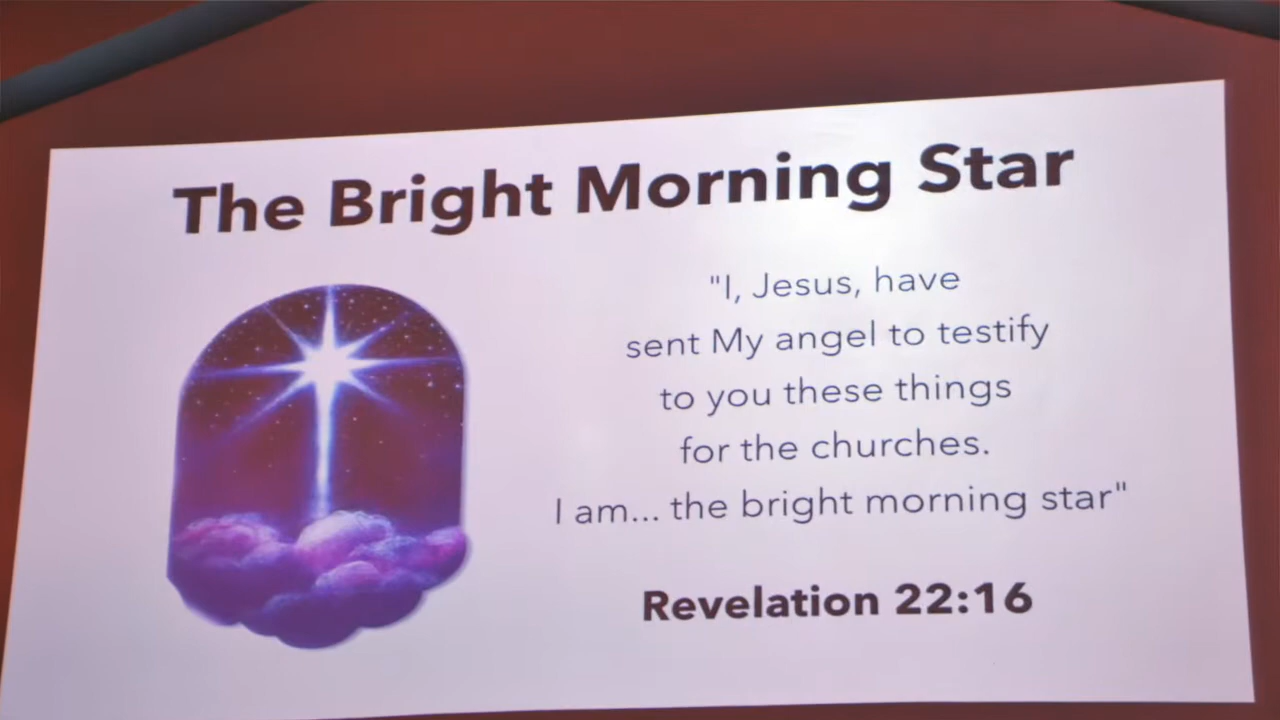 The Bright Morning Star
"I, Jesus, have
sent My angel to testify
to you these things
for the churches.
I am... the bright morning star"
Revelation 22:16